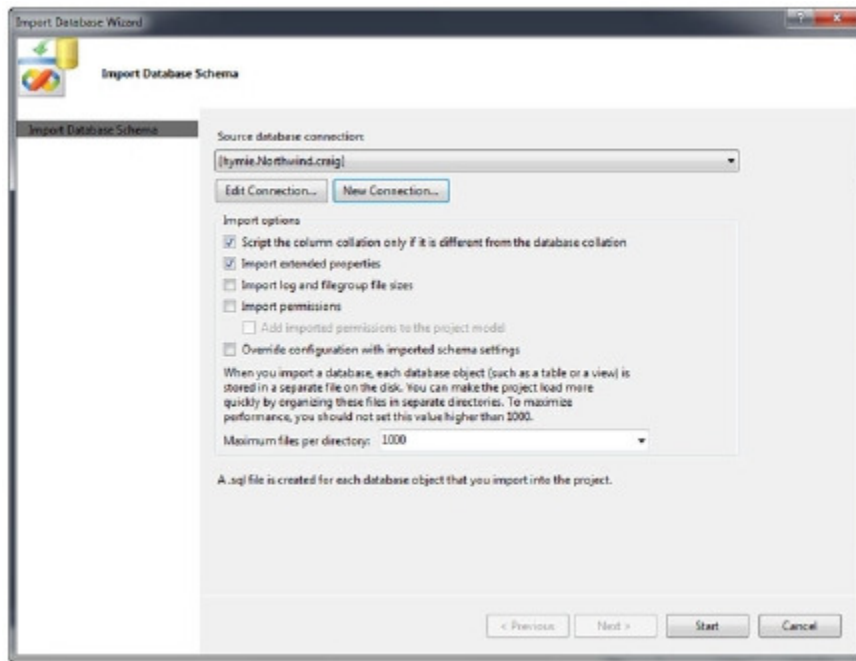 Import Database Wizard
Import Database Schema
Import Database Schema
Source database connection:
(hymie.Northwind.craig)
Edit Connection...
New Connection...
Import options
Script the column collation only if it is different from the database collation
Import extended properties
Import log and filegroup file sizes
Import permissions
Add imported permissions to the project model
Override configuration with imported schema settings
When you import a database, each database object (such as a table or a view) is
stored in a separate file on the disk. You can make the project load more
quickly by organizing these files in separate directories. To maximize
performance, you should not set this value higher than 1000.
Maximum files per directory: 1000
A .sql file is created for each database object that you import into the project.
< Previous
Next >
Start
Cancel